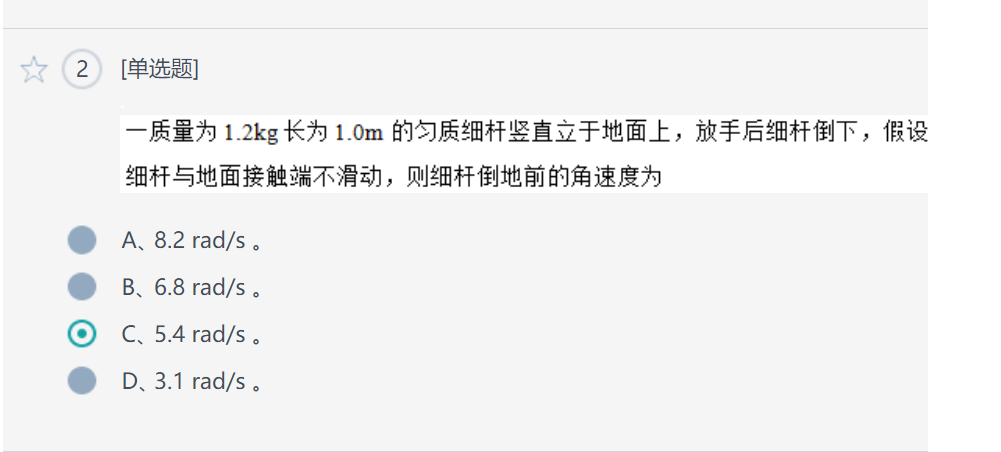 2 [单选题]
一质量为 1.2kg 长为 1.0m 的匀质细杆竖直立于地面上，放手后细杆倒下，假设
细杆与地面接触端不滑动，则细杆倒地前的角速度为
A、8.2 rad/s 。
B、6.8 rad/s 。
C、5.4 rad/s 。
D、3.1 rad/s 。